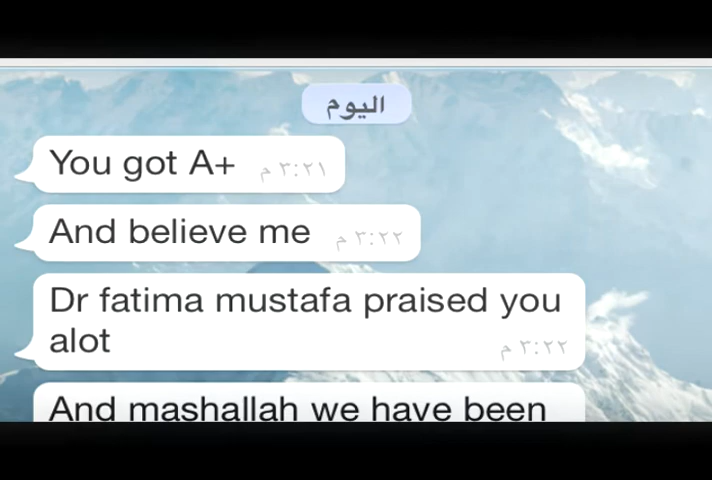 اليوم
You got A+ ٣:٢١ م
And believe me ٣:٢٢ م
Dr fatima mustafa praised you
alot ٣:٢٢ م
And mashallah we have been